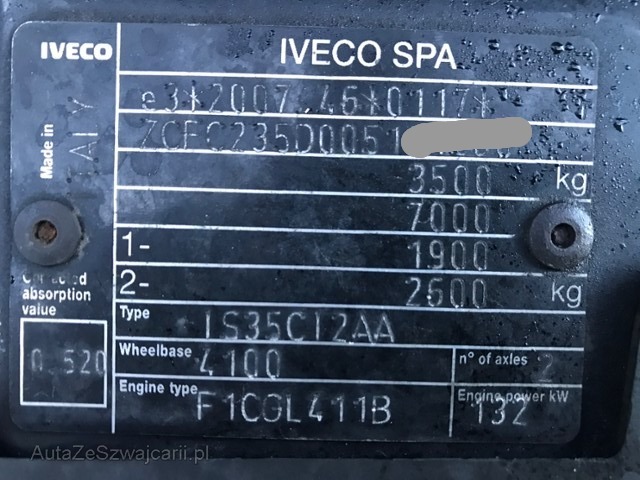 IVECO
IVECO SPA
Made in
ITALY
e3*2007/46*0117*
ZCFC235D0051
3500 kg
7000
1- 1900
2- 2600 kg
Corrected
absorption
value
0.520
Type IS35CI2AA
Wheelbase 4100 n° of axles 2
Engine type F1CGL411B Engine power kW 132
AutaZeSzwajcarii.pl